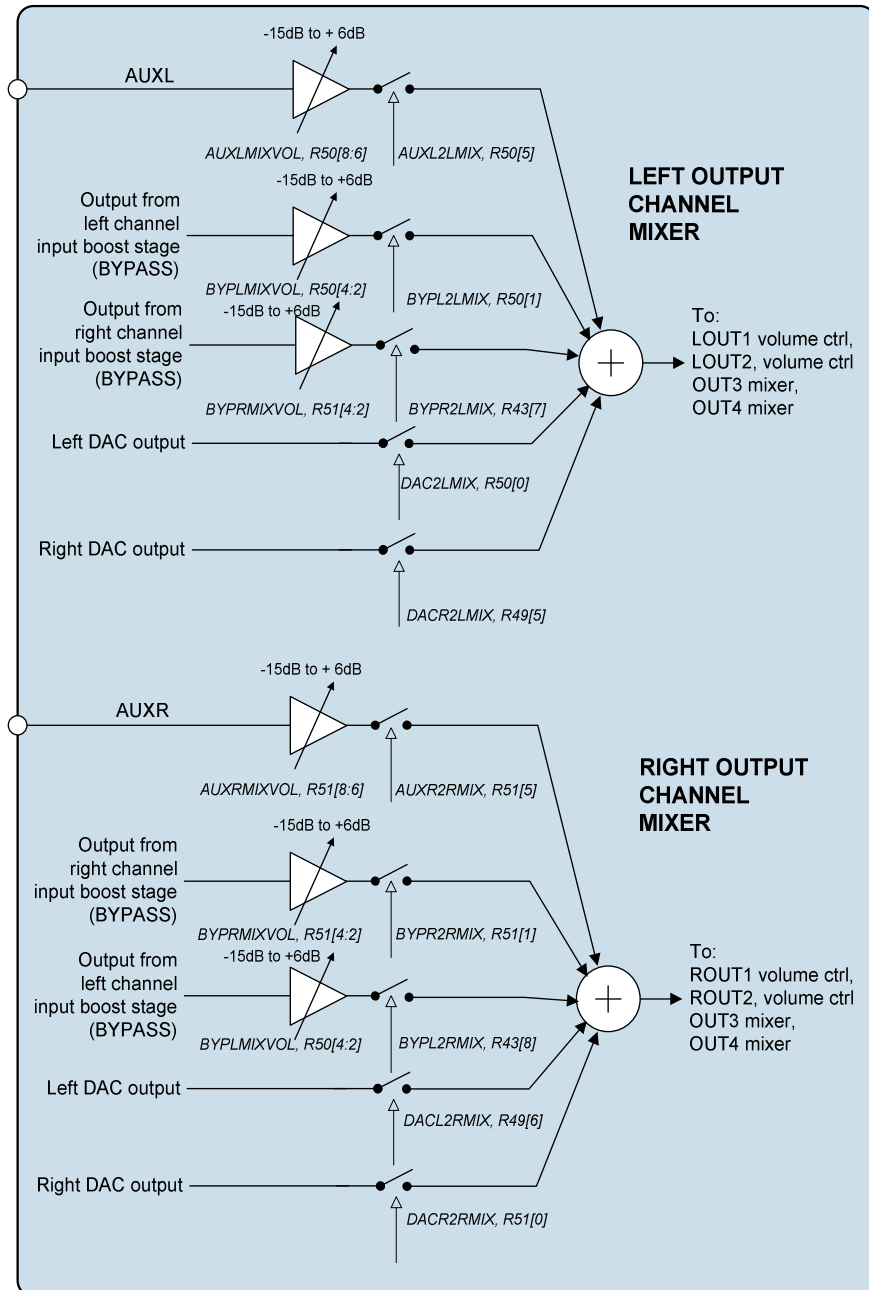 -15dB to + 6dB
AUXL
AUXLMIXVOL, R50[8:6]
AUXL2LMIX, R50[5]
LEFT OUTPUT
CHANNEL
MIXER
-15dB to +6dB
Output from
left channel
input boost stage
(BYPASS)
BYPLMIXVOL, R50[4:2]
BYPL2LMIX, R50[1]
-15dB to +6dB
Output from
right channel
input boost stage
(BYPASS)
BYPRMIXVOL, R51[4:2]
BYPR2LMIX, R43[7]
To:
LOUT1 volume ctrl,
LOUT2, volume ctrl
OUT3 mixer,
OUT4 mixer
Left DAC output
DAC2LMIX, R50[0]
Right DAC output
DACR2LMIX, R49[5]
-15dB to + 6dB
AUXR
AUXRMIXVOL, R51[8:6]
AUXR2RMIX, R51[5]
RIGHT OUTPUT
CHANNEL
MIXER
-15dB to +6dB
Output from
right channel
input boost stage
(BYPASS)
BYPRMIXVOL, R51[4:2]
BYPR2RMIX, R51[1]
-15dB to +6dB
Output from
left channel
input boost stage
(BYPASS)
BYPLMIXVOL, R50[4:2]
BYPL2RMIX, R43[8]
To:
ROUT1 volume ctrl,
ROUT2, volume ctrl
OUT3 mixer,
OUT4 mixer
Left DAC output
DACL2RMIX, R49[6]
Right DAC output
DACR2RMIX, R51[0]